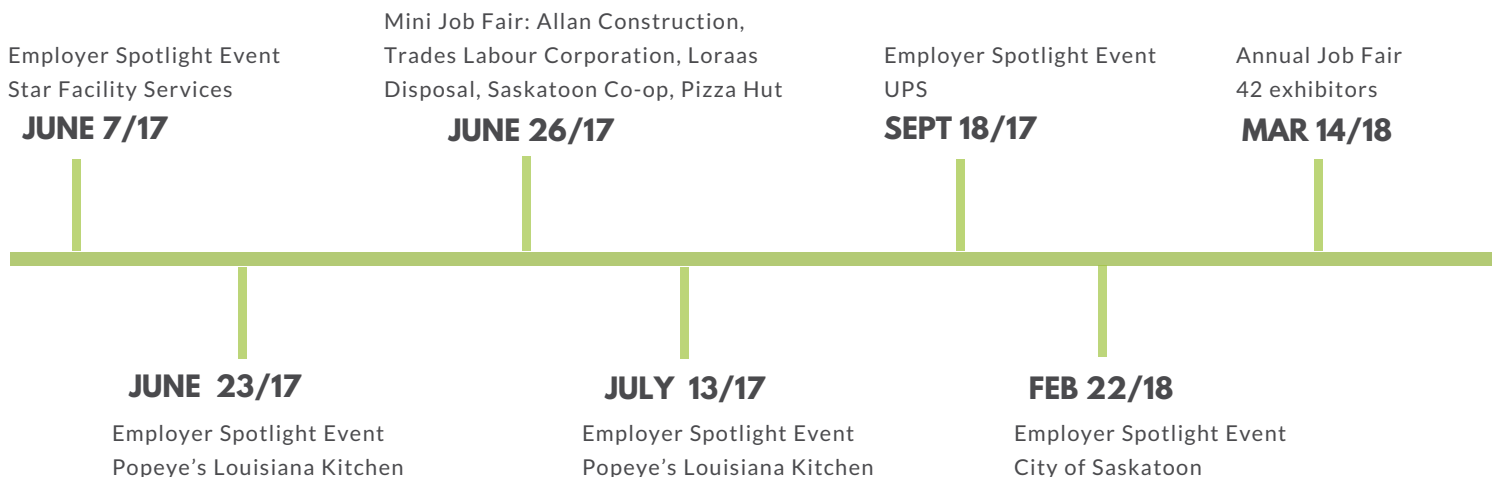 Employer Spotlight Event
Star Facility Services
JUNE 7/17
Mini Job Fair: Allan Construction,
Trades Labour Corporation, Loraas
Disposal, Saskatoon Co-op, Pizza Hut
JUNE 26/17
Employer Spotlight Event
UPS
SEPT 18/17
Annual Job Fair
42 exhibitors
MAR 14/18
JUNE 23/17
Employer Spotlight Event
Popeye’s Louisiana Kitchen
JULY 13/17
Employer Spotlight Event
Popeye’s Louisiana Kitchen
FEB 22/18
Employer Spotlight Event
City of Saskatoon